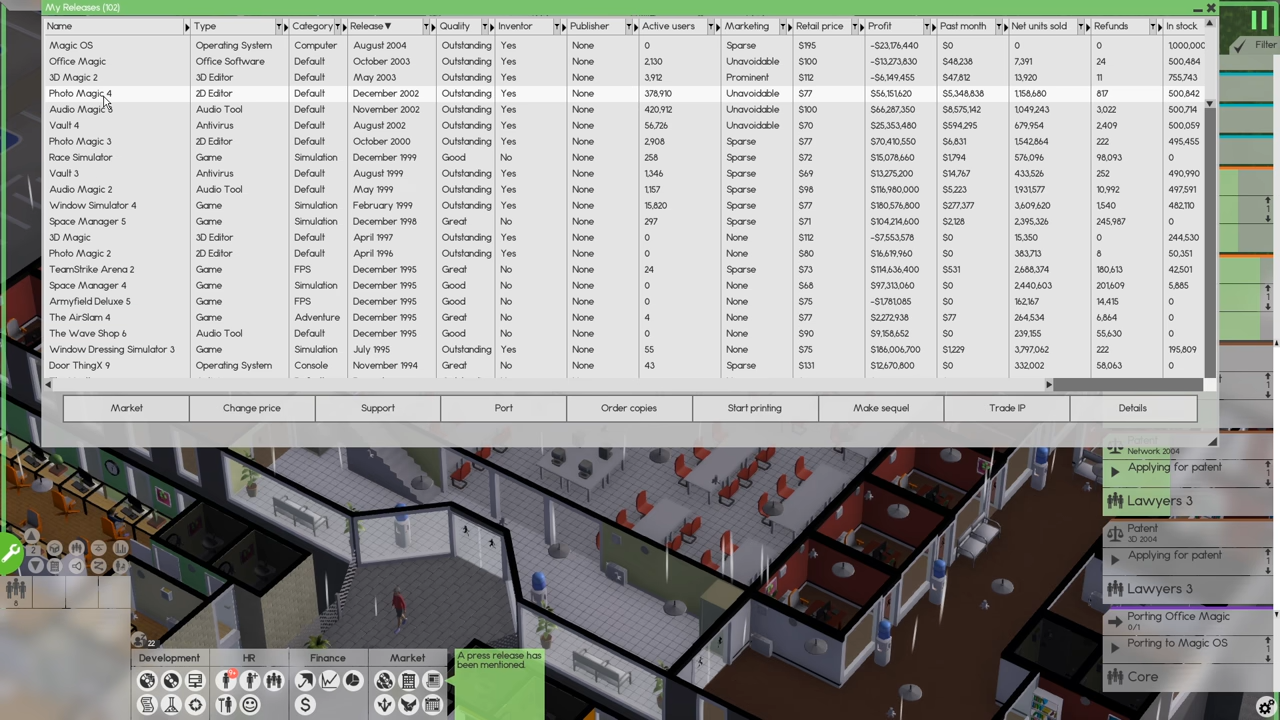 My Releases (102)
Name Type Category Release▼ Quality Inventor Publisher Active users Marketing Retail price Profit Past month Net units sold Refunds In stock
Magic OS Operating System Computer August 2004 Outstanding Yes None 0 Sparse $195 -$23,176,440 $0 0 0 1,000,000
Office Magic Office Software Default October 2003 Outstanding Yes None 2,130 Unavoidable $100 -$13,273,830 $48,238 7,391 24 500,484
3D Magic 2 3D Editor Default May 2003 Outstanding Yes None 3,912 Prominent $112 -$6,149,455 $47,812 13,920 11 755,743
Photo Magic 4 2D Editor Default December 2002 Outstanding Yes None 378,910 Unavoidable $77 $56,151,620 $5,348,838 1,158,680 817 500,842
Audio Magic 3 Audio Tool Default November 2002 Outstanding Yes None 420,912 Unavoidable $100 $66,287,350 $8,575,142 1,049,243 3,022 500,714
Vault 4 Antivirus Default August 2002 Outstanding Yes None 56,726 Unavoidable $70 $25,353,480 $594,295 679,954 2,409 500,059
Photo Magic 3 2D Editor Default October 2000 Outstanding Yes None 2,908 Sparse $77 $70,410,550 $6,831 1,542,864 222 495,455
Race Simulator Game Simulation December 1999 Good No None 258 Sparse $72 $15,078,660 $1,794 576,096 98,093 0
Vault 3 Antivirus Default August 1999 Outstanding Yes None 1,346 Sparse $69 $13,275,200 $14,767 433,526 252 490,990
Audio Magic 2 Audio Tool Default May 1999 Outstanding Yes None 1,157 Sparse $98 $116,980,000 $5,223 1,931,577 10,992 497,591
Window Simulator 4 Game Simulation February 1999 Outstanding Yes None 15,820 Sparse $77 $180,576,800 $277,377 3,609,620 1,540 482,110
Space Manager 5 Game Simulation December 1998 Great No None 297 Sparse $71 $104,214,600 $2,128 2,395,326 245,987 0
3D Magic 3D Editor Default April 1997 Outstanding Yes None 0 None $112 -$7,553,578 $0 15,350 0 244,530
Photo Magic 2 2D Editor Default April 1996 Outstanding Yes None 0 None $80 $16,619,960 $0 383,713 8 50,351
TeamStrike Arena 2 Game FPS December 1995 Great No None 24 Sparse $73 $114,636,400 $531 2,688,374 180,613 42,501
Space Manager 4 Game Simulation December 1995 Good No None 0 None $68 $97,313,060 $0 2,440,603 201,609 5,885
Armyfield Deluxe 5 Game FPS December 1995 Good No None 0 None $75 -$1,781,085 $0 162,167 14,415 0
The AirSlam 4 Game Adventure December 1995 Great No None 4 None $77 $2,272,938 $77 264,534 6,864 0
The Wave Shop 6 Audio Tool Default December 1995 Good No None 0 None $90 $9,158,652 $0 239,155 55,630 0
Window Dressing Simulator 3 Game Simulation July 1995 Outstanding Yes None 55 None $75 $186,006,700 $1,229 3,797,062 222 195,809
Door ThingX 9 Operating System Console November 1994 Great No None 43 Sparse $131 $12,670,800 $0 332,002 58,063 0
Market Change price Support Port Order copies Start printing Make sequel Trade IP Details
Filter
Patent
Network 2004
Applying for patent
Lawyers 3
Patent
3D 2004
Applying for patent
Lawyers 3
Porting Office Magic
0/1
Porting to Magic OS
Core
2
6
22
Development HR Finance Market
A press release has
been mentioned.